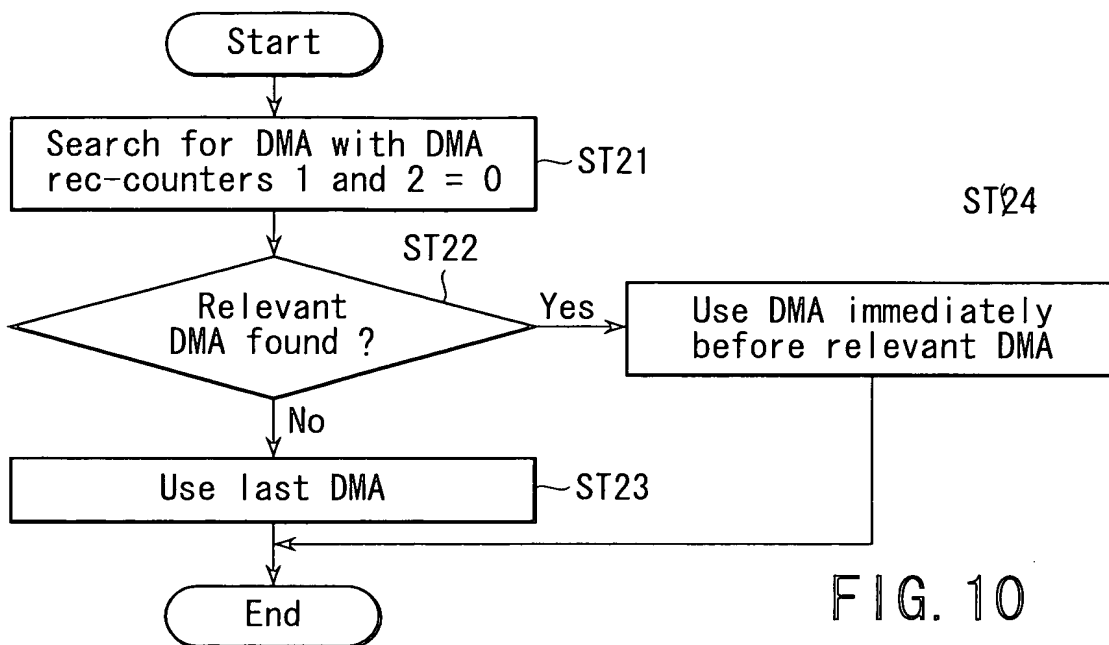 Start
Search for DMA with DMA
rec-counters 1 and 2 = 0
ST21
ST24
ST22
Relevant
DMA found ?
Yes
Use DMA immediately
before relevant DMA
No
Use last DMA
ST23
End
FIG. 10